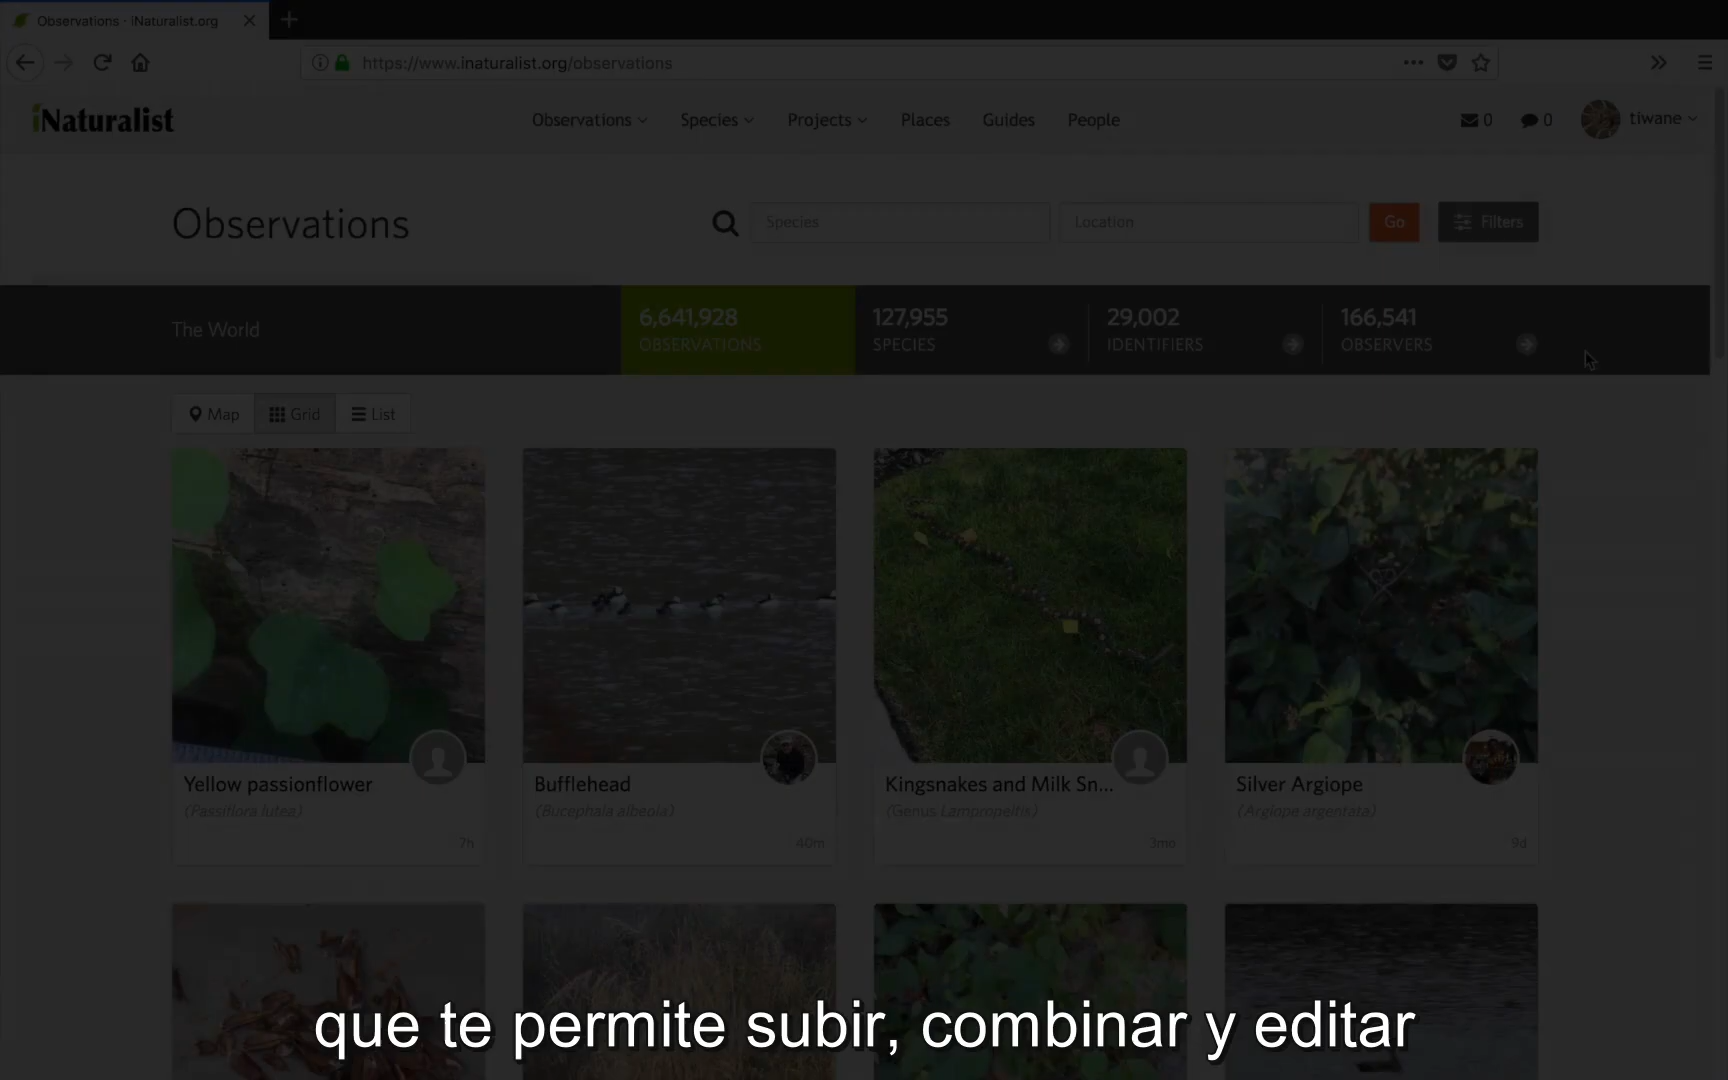 Observations · iNaturalist.org
https://www.inaturalist.org/observations
iNaturalist
Observations Species Projects Places Guides People 0 0 tiwane
Observations Species Location Go Filters
The World
6,641,928 127,955 29,002 166,541
OBSERVATIONS SPECIES IDENTIFIERS OBSERVERS
Map Grid List
Yellow passionflower Bufflehead Kingsnakes and Milk Sn... Silver Argiope
(Passiflora lutea) (Bucephala albeola) (Genus Lampropeltis) (Argiope argentata)
7h 40m 3mo 9d
que te permite subir, combinar y editar